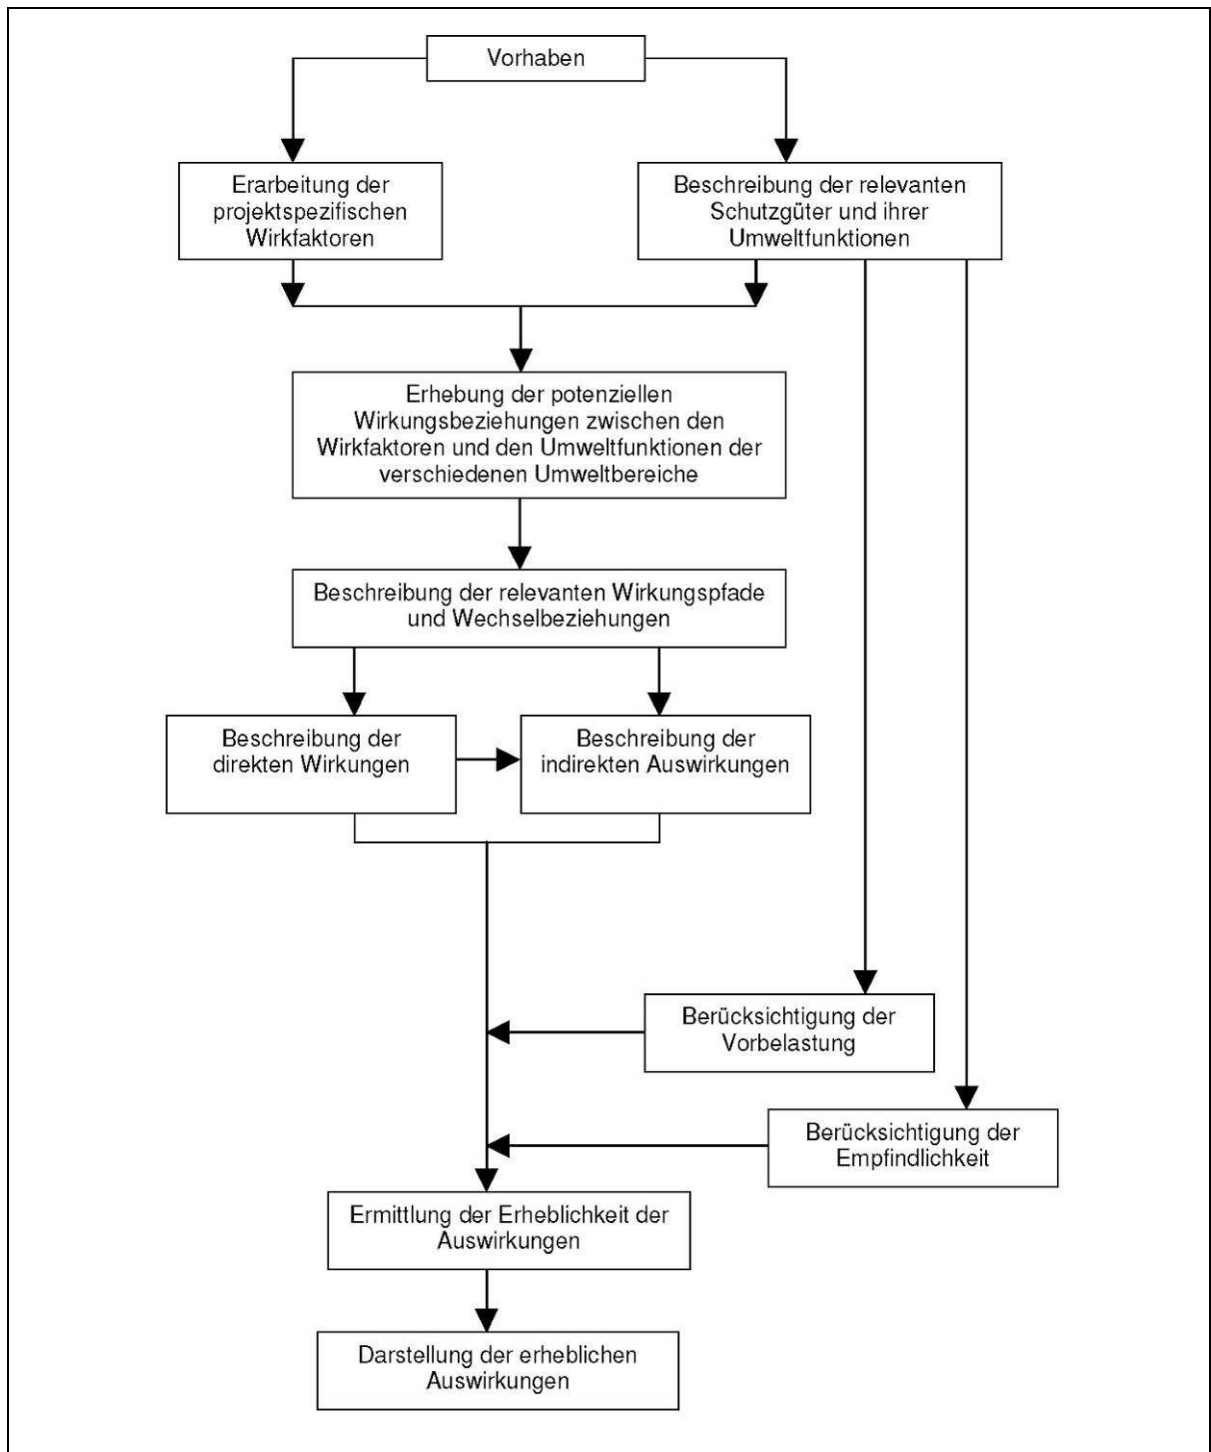 Vorhaben
Erarbeitung der
projektspezifischen
Wirkfaktoren
Beschreibung der relevanten
Schutzgüter und ihrer
Umweltfunktionen
Erhebung der potenziellen
Wirkungsbeziehungen zwischen den
Wirkfaktoren und den Umweltfunktionen der
verschiedenen Umweltbereiche
Beschreibung der relevanten Wirkungspfade
und Wechselbeziehungen
Beschreibung der
direkten Wirkungen
Beschreibung der
indirekten Auswirkungen
Berücksichtigung der
Vorbelastung
Berücksichtigung der
Empfindlichkeit
Ermittlung der Erheblichkeit der
Auswirkungen
Darstellung der erheblichen
Auswirkungen